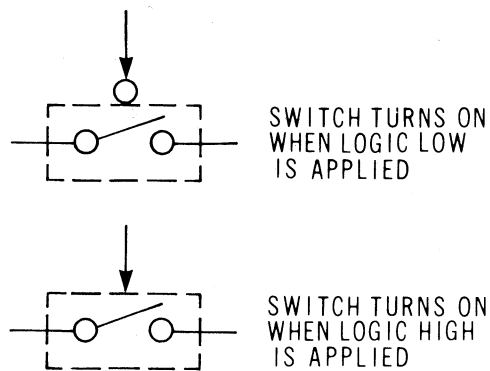 SWITCH TURNS ON
WHEN LOGIC LOW
IS APPLIED
SWITCH TURNS ON
WHEN LOGIC HIGH
IS APPLIED